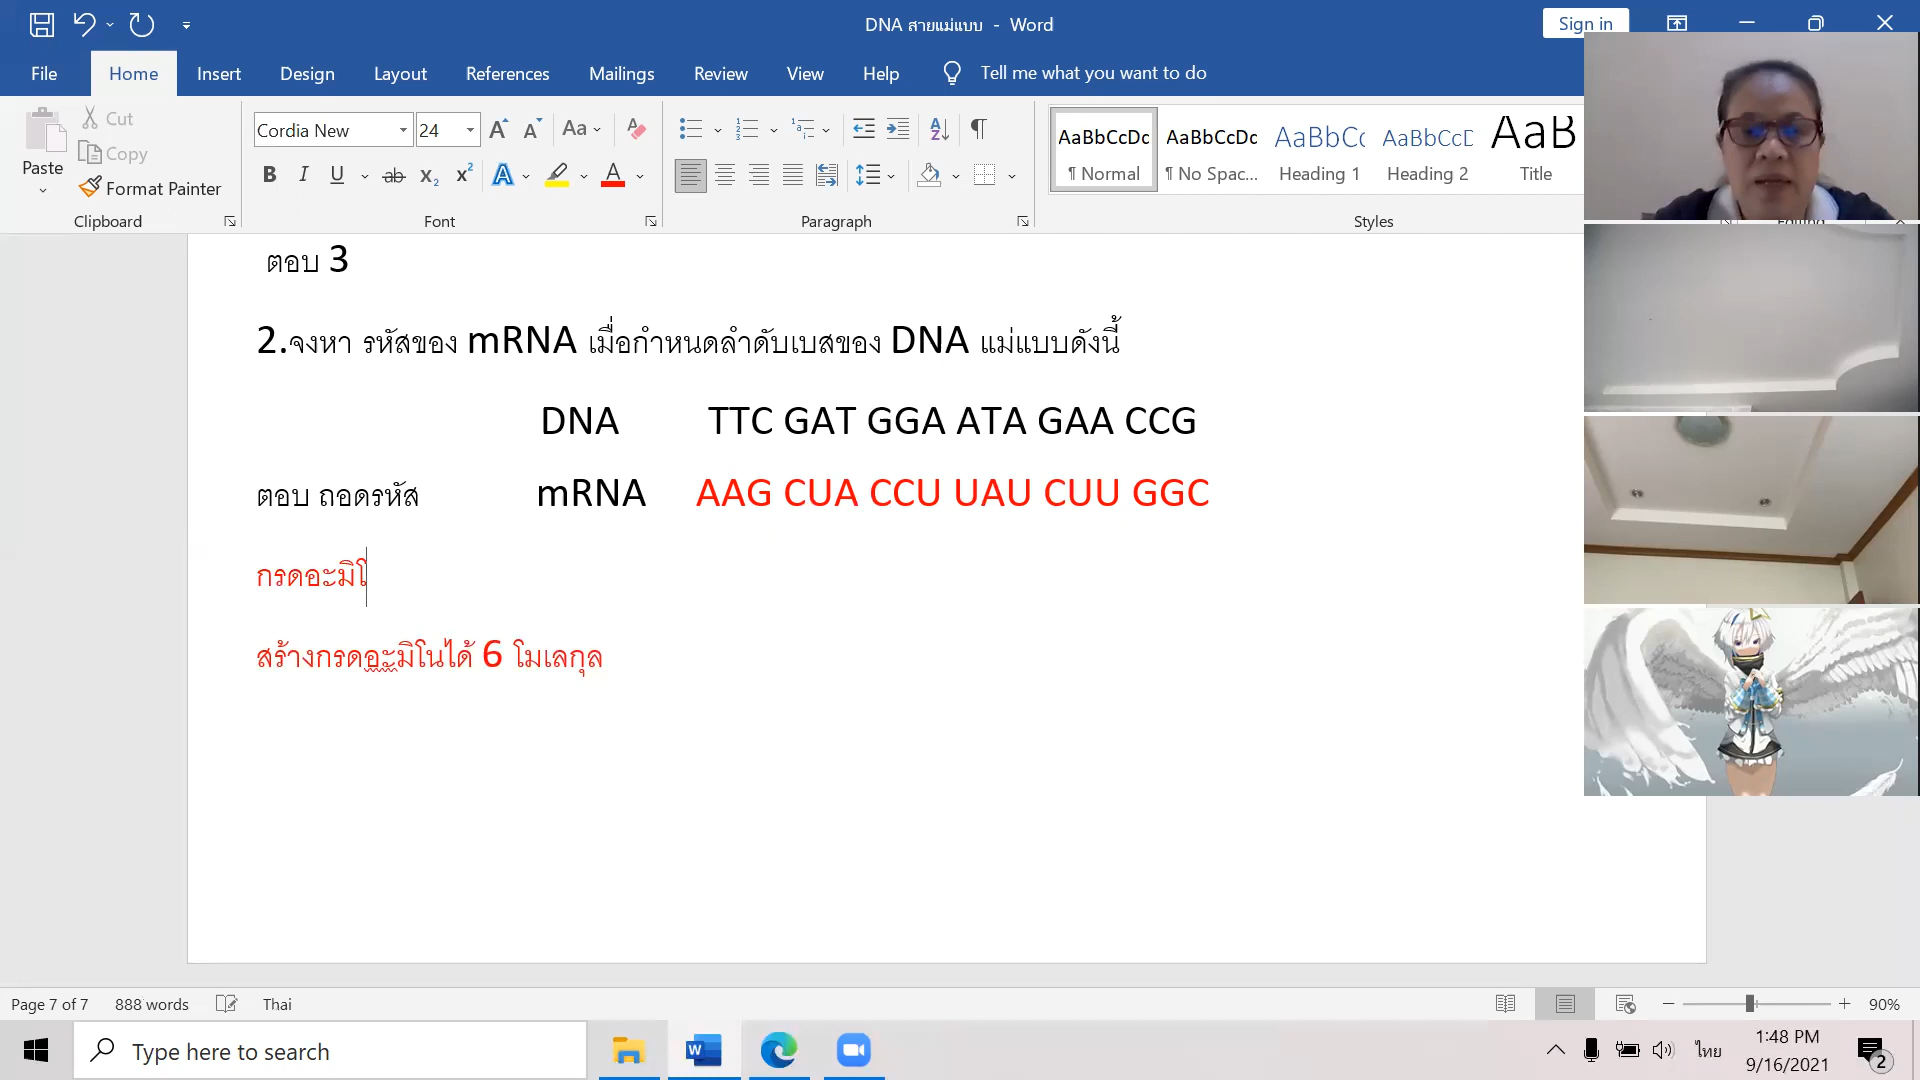 DNA สายแม่แบบ - Word
Sign in
File Home Insert Design Layout References Mailings Review View Help Tell me what you want to do
Paste
Cut
Copy
Format Painter
Clipboard
Cordia New 24
Font
Paragraph
AaBbCcDc AaBbCcDc AaBbCc AaBbCcD AaB
¶ Normal ¶ No Spac... Heading 1 Heading 2 Title
Styles
ตอบ 3
2.จงหา รหัสของ mRNA เมื่อกำหนดลำดับเบสของ DNA แม่แบบดังนี้
DNA TTC GAT GGA ATA GAA CCG
ตอบ ถอดรหัส mRNA AAG CUA CCU UAU CUU GGC
กรดอะมิโ
สร้างกรดอะมิโนได้ 6 โมเลกุล
Page 7 of 7 888 words Thai 90%
Type here to search
ไทย
1:48 PM
9/16/2021
2